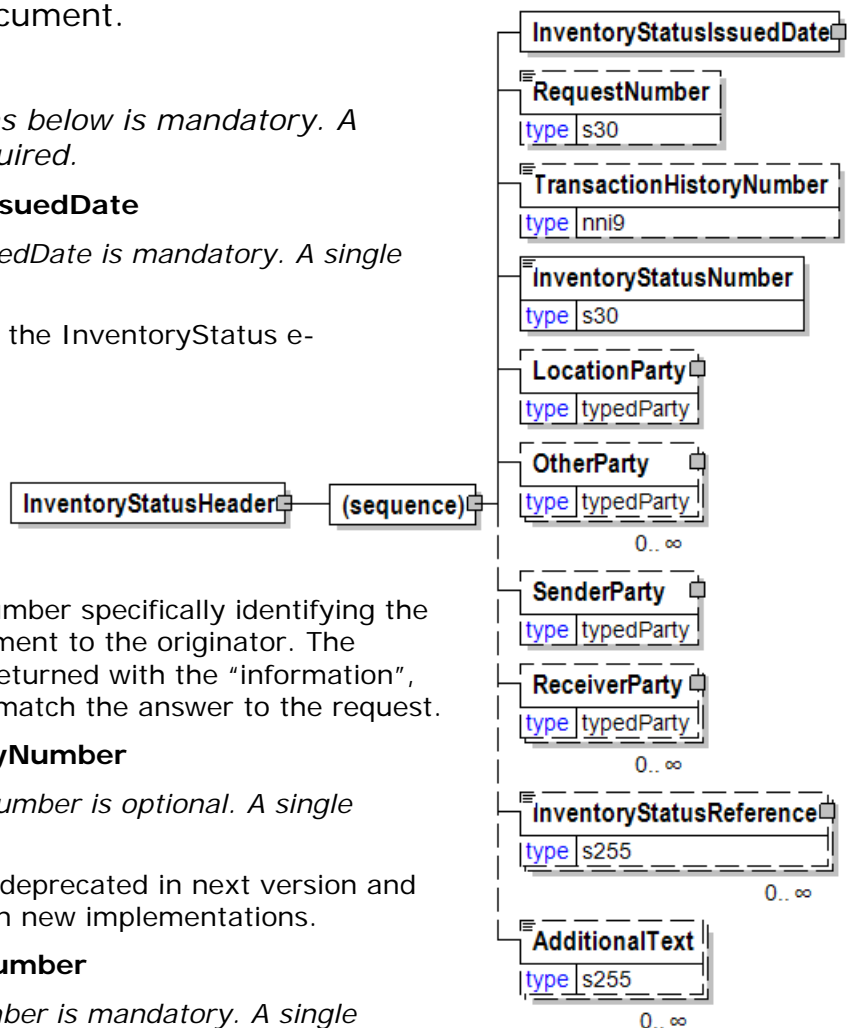 cument.
s below is mandatory. A
uired.
ssuedDate
edDate is mandatory. A single
the InventoryStatus e-
umber specifically identifying the
ment to the originator. The
eturned with the “information”,
match the answer to the request.
yNumber
umber is optional. A single
deprecated in next version and
n new implementations.
umber
ber is mandatory. A single
InventoryStatusHeader
(sequence)
InventoryStatusIssuedDate
RequestNumber
type s30
TransactionHistoryNumber
type nni9
InventoryStatusNumber
type s30
LocationParty
type typedParty
OtherParty
type typedParty
0.. ∞
SenderParty
type typedParty
ReceiverParty
type typedParty
0.. ∞
InventoryStatusReference
type s255
0.. ∞
AdditionalText
type s255
0.. ∞